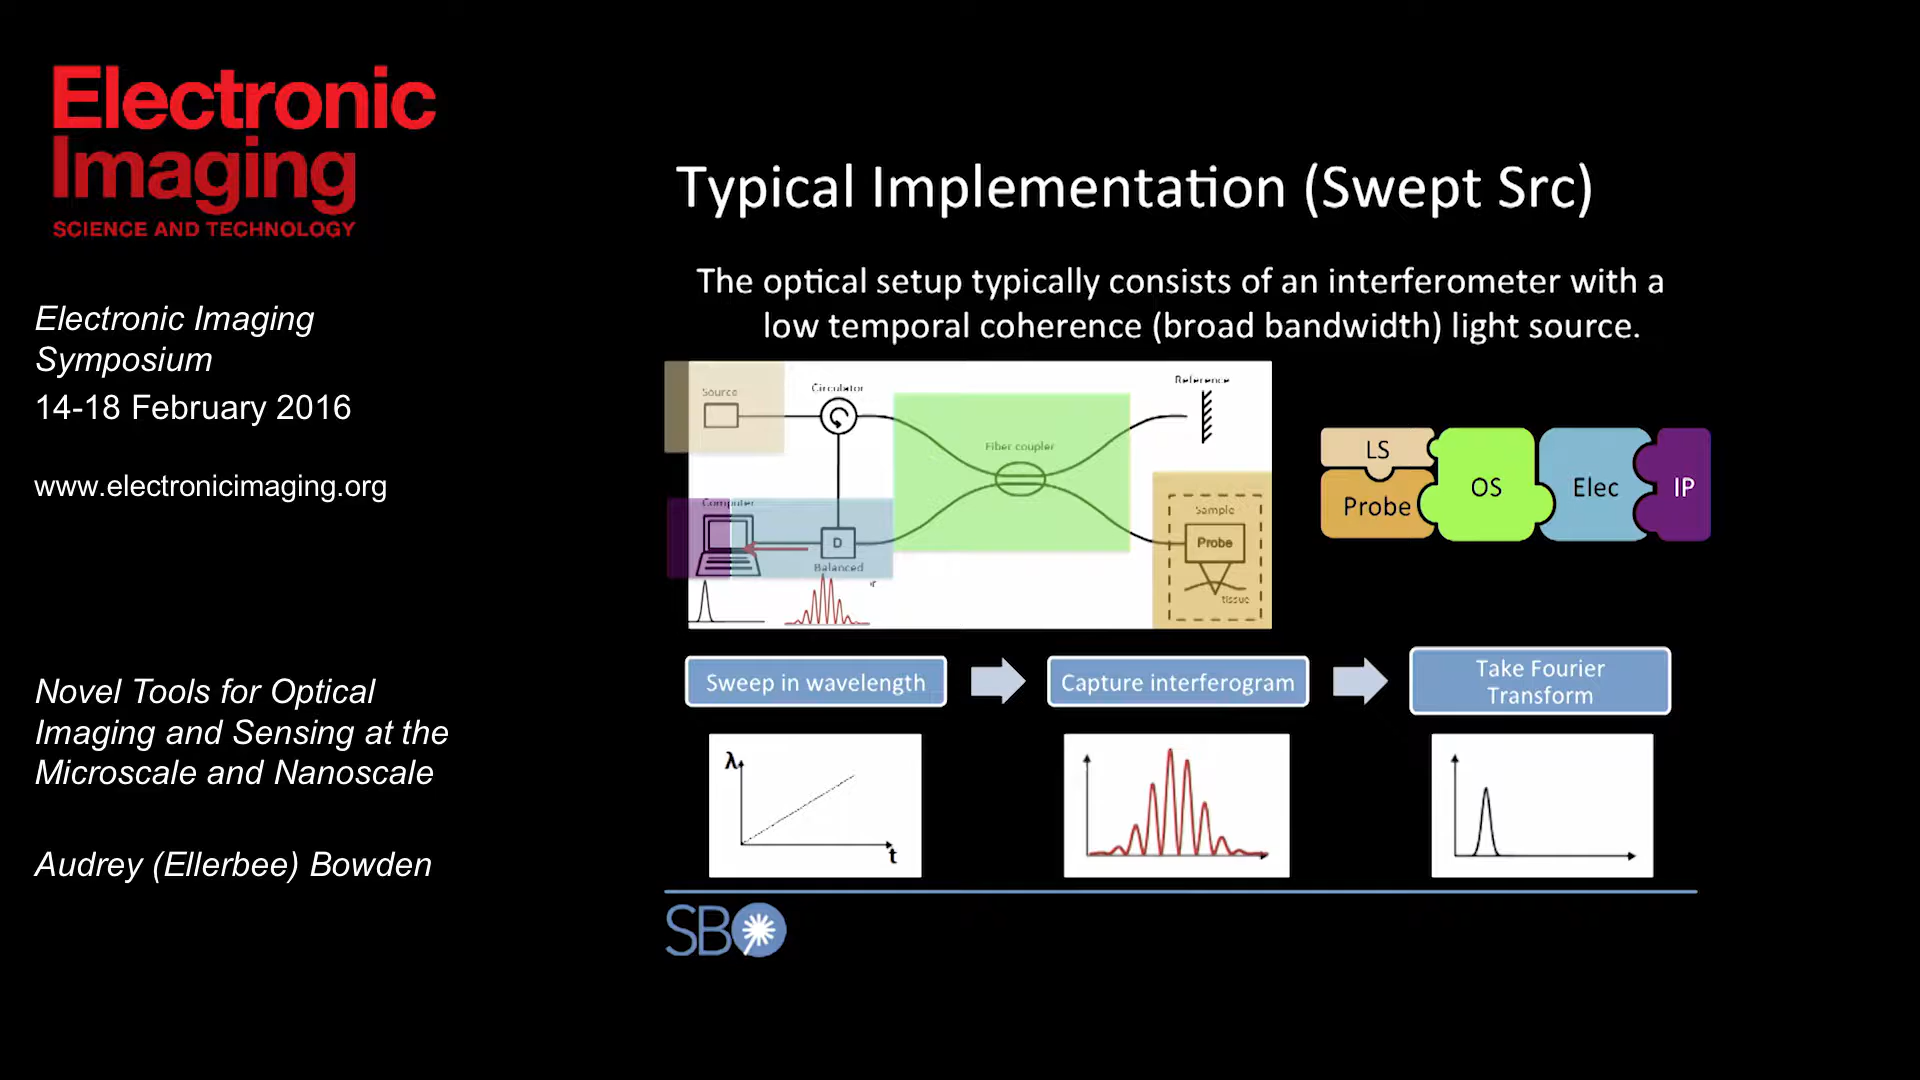 Electronic
Imaging
SCIENCE AND TECHNOLOGY
Electronic Imaging
Symposium
14-18 February 2016
www.electronicimaging.org
Novel Tools for Optical
Imaging and Sensing at the
Microscale and Nanoscale
Audrey (Ellerbee) Bowden
Typical Implementation (Swept Src)
The optical setup typically consists of an interferometer with a
low temporal coherence (broad bandwidth) light source.
Source
Circulator
Reference
Fiber coupler
Computer
D
Balanced
Sample
Probe
tissue
LS
Probe
OS
Elec
IP
Sweep in wavelength
Capture interferogram
Take Fourier
Transform
λ
t
SBO